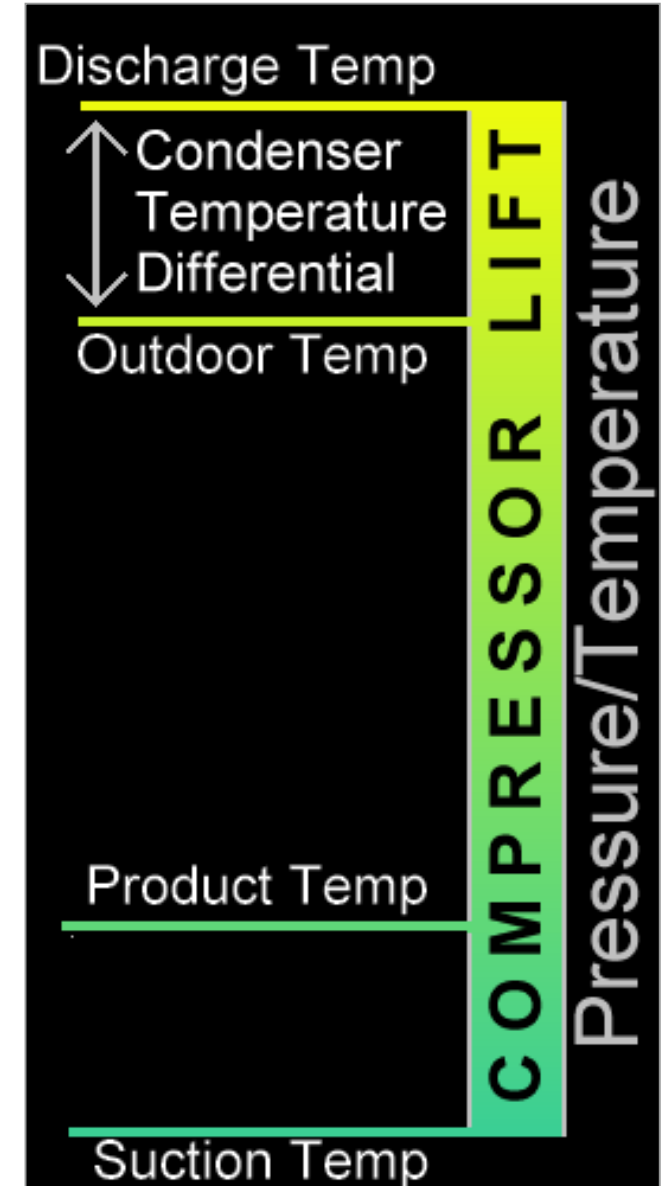 Discharge Temp
Condenser
Temperature
Differential
Outdoor Temp
Product Temp
Suction Temp
COMPRESSOR LIFT
Pressure/Temperature